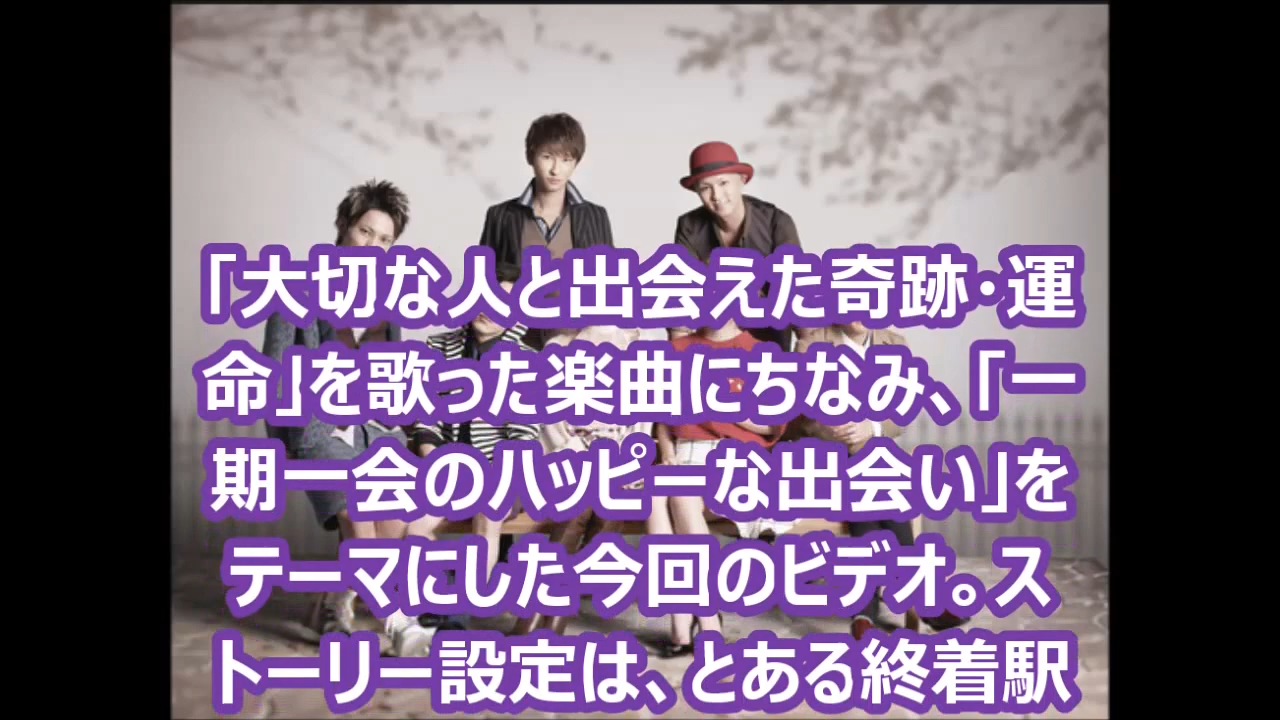 「大切な人と出会えた奇跡・運
命」を歌った楽曲にちなみ、「一
期一会のハッピーな出会い」を
テーマにした今回のビデオ。ス
トーリー設定は、とある終着駅